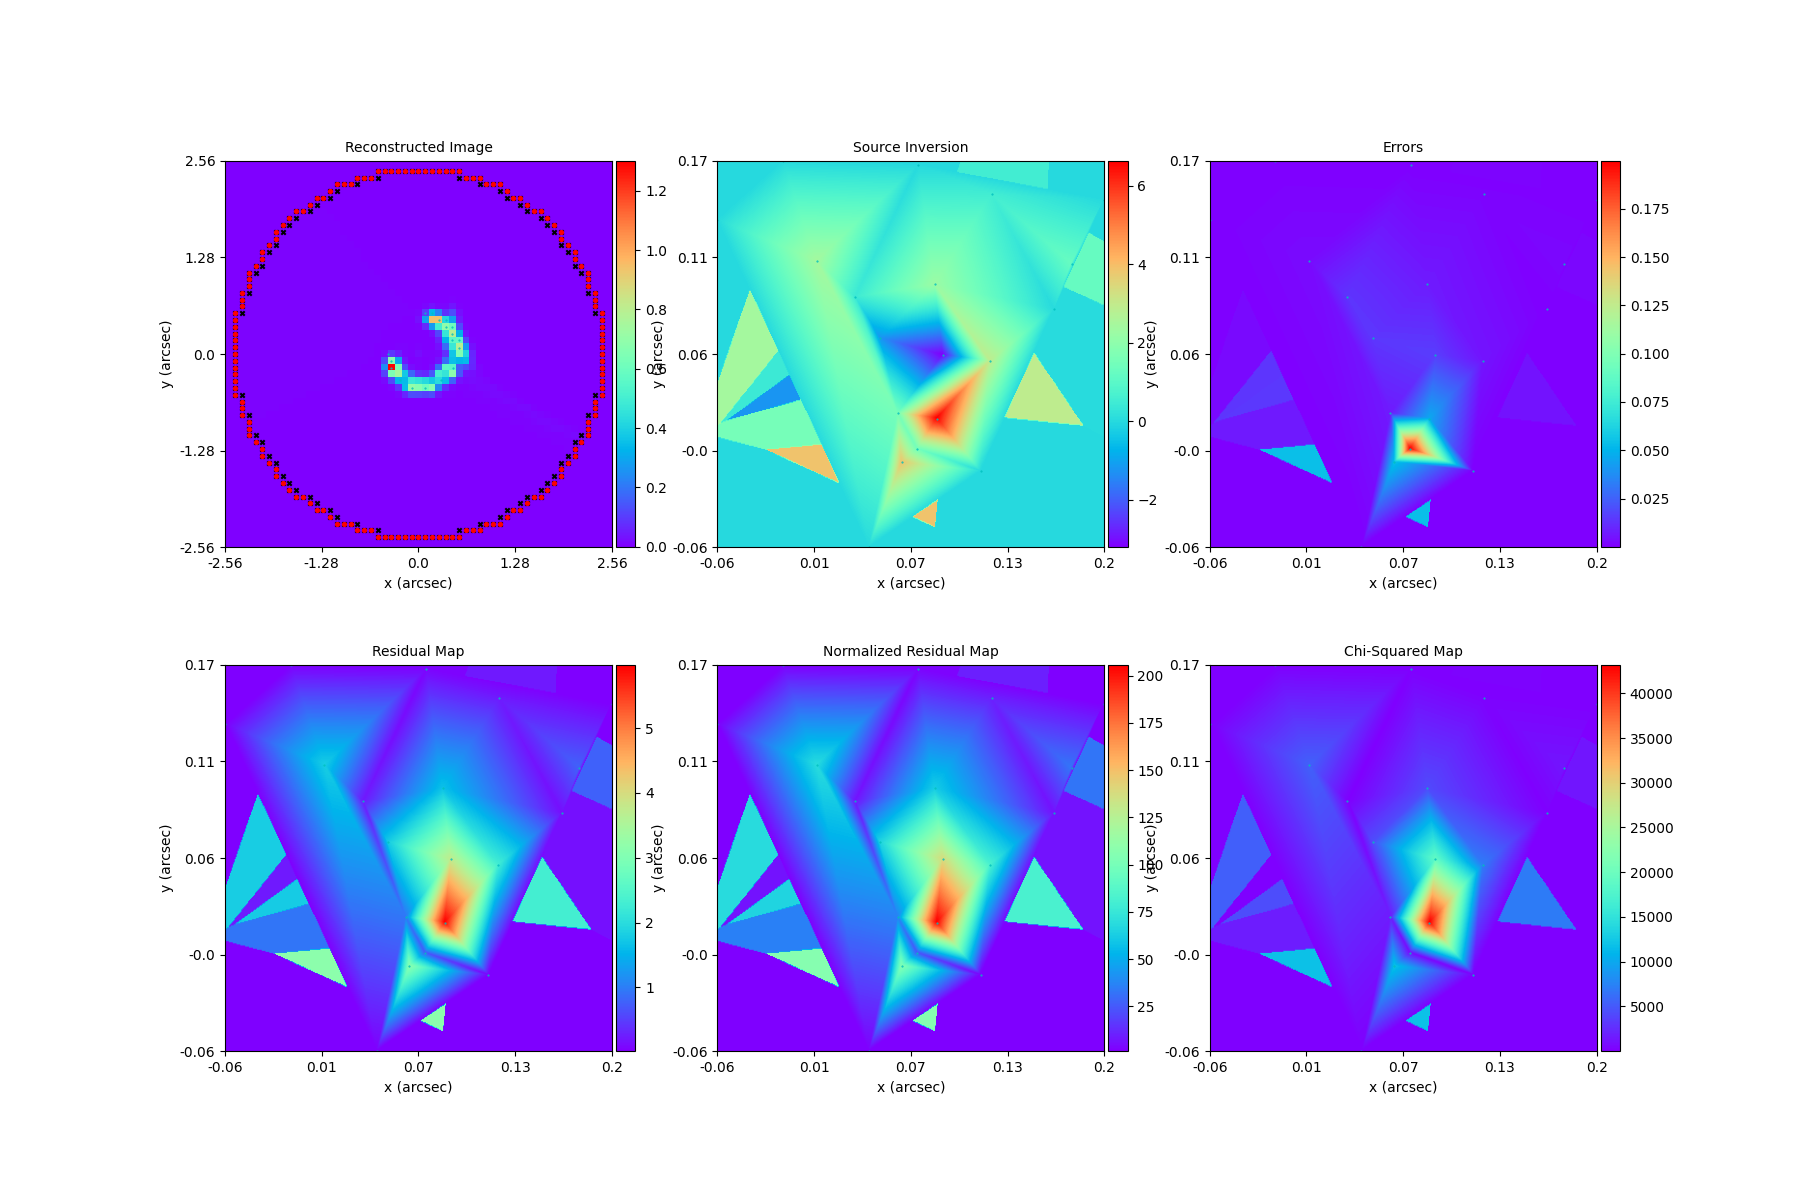 Reconstructed Image
2.56
1.28
0.0
-1.28
-2.56
-2.56 -1.28 0.0 1.28 2.56
x (arcsec)
y (arcsec)
1.2
1.0
0.8
0.6
0.4
0.2
0.0
Source Inversion
0.17
0.11
0.06
-0.0
-0.06
-0.06 0.01 0.07 0.13 0.2
x (arcsec)
y (arcsec)
6
4
2
0
−2
Errors
0.17
0.11
0.06
-0.0
-0.06
-0.06 0.01 0.07 0.13 0.2
x (arcsec)
y (arcsec)
0.175
0.150
0.125
0.100
0.075
0.050
0.025
Residual Map
0.17
0.11
0.06
-0.0
-0.06
-0.06 0.01 0.07 0.13 0.2
x (arcsec)
y (arcsec)
5
4
3
2
1
Normalized Residual Map
0.17
0.11
0.06
-0.0
-0.06
-0.06 0.01 0.07 0.13 0.2
x (arcsec)
y (arcsec)
200
175
150
125
100
75
50
25
Chi-Squared Map
0.17
0.11
0.06
-0.0
-0.06
-0.06 0.01 0.07 0.13 0.2
x (arcsec)
y (arcsec)
40000
35000
30000
25000
20000
15000
10000
5000